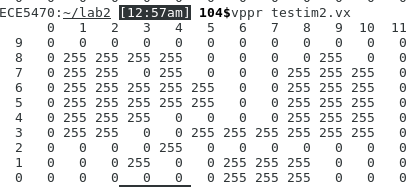 ECE5470:~/lab2 [12:57am] 104$vppr testim2.vx
0 1 2 3 4 5 6 7 8 9 10 11
9 0 0 0 0 0 0 0 0 0 0 0 0
8 0 255 255 255 255 0 0 0 0 255 0 0
7 0 255 255 0 255 0 0 0 255 255 255 0
6 0 255 255 255 255 255 0 0 255 255 255 0
5 0 255 255 255 255 255 0 0 255 255 255 0
4 0 255 255 255 0 0 0 0 255 255 255 0
3 0 255 255 0 0 255 255 255 255 255 0 0
2 0 0 0 0 255 0 0 0 0 0 0 0
1 0 0 0 255 0 0 255 255 255 0 0 0
0 0 0 0 0 0 0 255 255 255 0 0 0